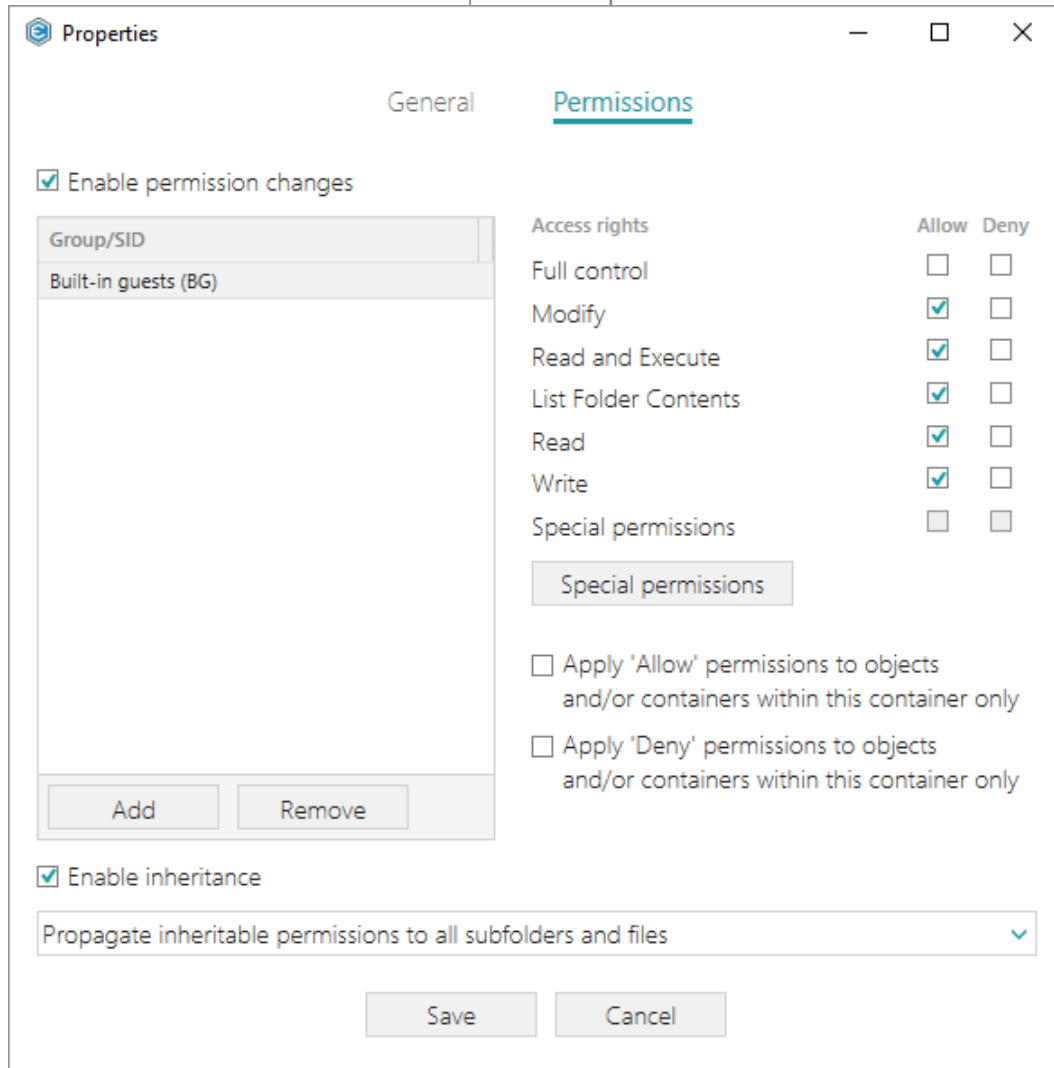 Properties
General Permissions
Enable permission changes
Group/SID
Built-in guests (BG)
Add Remove
Access rights Allow Deny
Full control
Modify
Read and Execute
List Folder Contents
Read
Write
Special permissions
Special permissions
Apply 'Allow' permissions to objects
and/or containers within this container only
Apply 'Deny' permissions to objects
and/or containers within this container only
Enable inheritance
Propagate inheritable permissions to all subfolders and files
Save Cancel